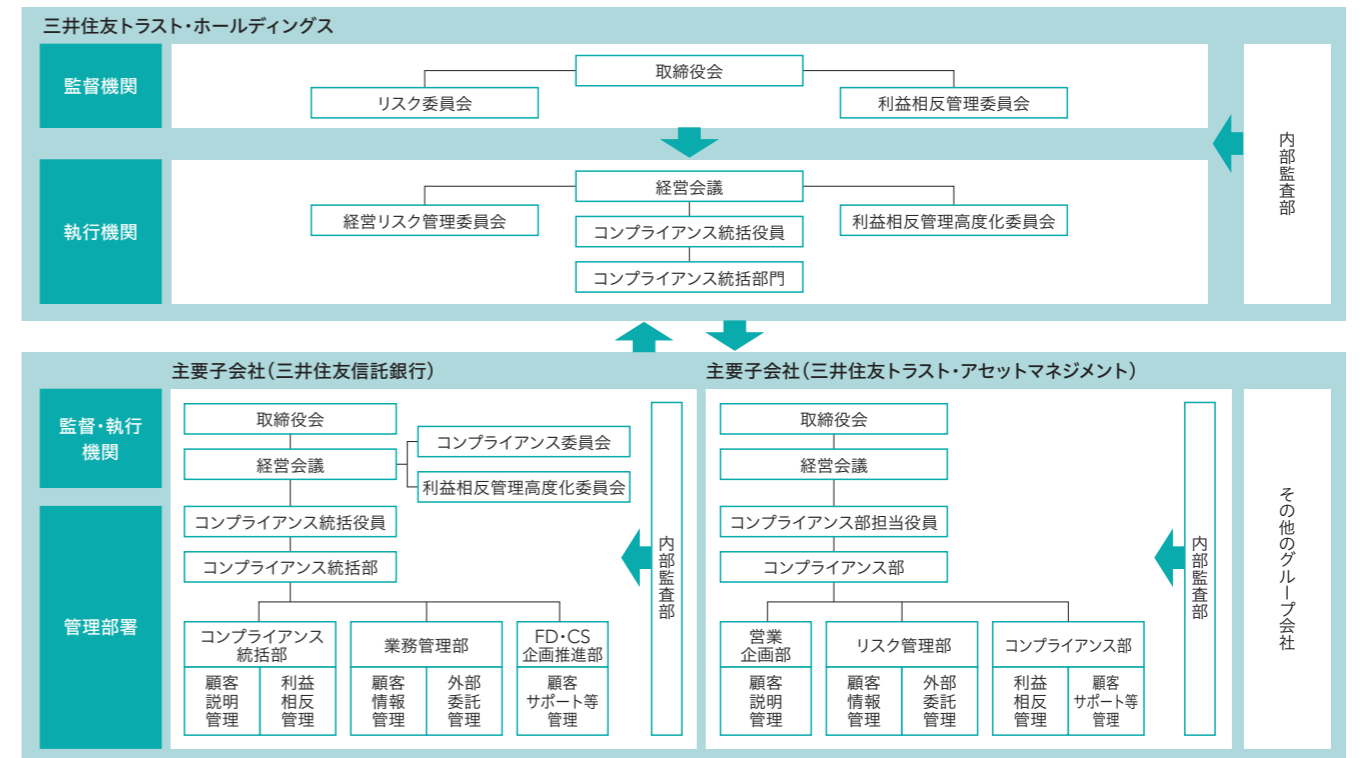 三井住友トラスト・ホールディングス
監督機関
取締役会
リスク委員会
利益相反管理委員会
内部監査部
執行機関
経営会議
経営リスク管理委員会
コンプライアンス統括役員
利益相反管理高度化委員会
コンプライアンス統括部門
主要子会社（三井住友信託銀行）
監督・執行
機関
取締役会
コンプライアンス委員会
経営会議
利益相反管理高度化委員会
管理部署
コンプライアンス統括役員
コンプライアンス統括部
内部監査部
コンプライアンス
統括部
顧客
説明
管理
利益
相反
管理
業務管理部
顧客
情報
管理
外部
委託
管理
FD・CS
企画推進部
顧客
サポート等
管理
主要子会社（三井住友トラスト・アセットマネジメント）
取締役会
経営会議
コンプライアンス部担当役員
コンプライアンス部
内部監査部
営業
企画部
顧客
説明
管理
リスク管理部
顧客
情報
管理
外部
委託
管理
コンプライアンス部
利益
相反
管理
顧客
サポート等
管理
その他のグループ会社